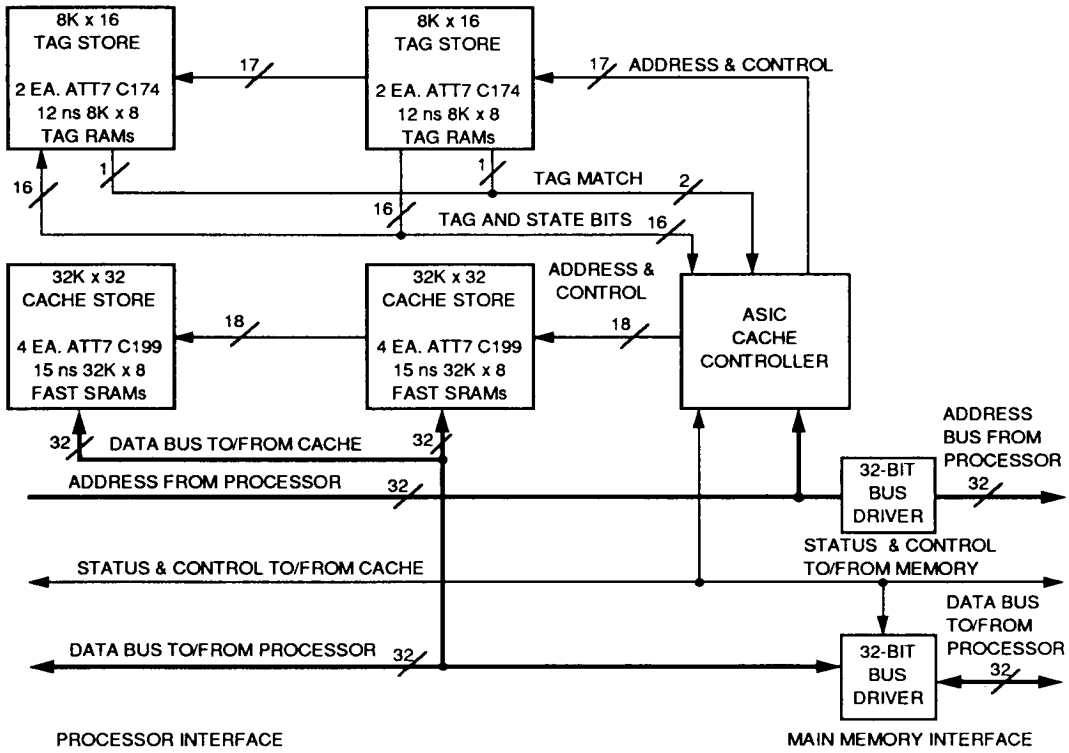 8K x 16
TAG STORE
2 EA. ATT7 C174
12 ns 8K x 8
TAG RAMs
17
8K x 16
TAG STORE
2 EA. ATT7 C174
12 ns 8K x 8
TAG RAMs
17
ADDRESS & CONTROL
16
1
1
TAG MATCH
2
16
TAG AND STATE BITS
16
32K x 32
CACHE STORE
4 EA. ATT7 C199
15 ns 32K x 8
FAST SRAMs
18
32K x 32
CACHE STORE
4 EA. ATT7 C199
15 ns 32K x 8
FAST SRAMs
ADDRESS &
CONTROL
18
ASIC
CACHE
CONTROLLER
32
DATA BUS TO/FROM CACHE
32
ADDRESS FROM PROCESSOR
32
32-BIT
BUS
DRIVER
ADDRESS
BUS FROM
PROCESSOR
32
STATUS & CONTROL TO/FROM CACHE
STATUS & CONTROL
TO/FROM MEMORY
DATA BUS TO/FROM PROCESSOR
32
32-BIT
BUS
DRIVER
DATA BUS
TO/FROM
PROCESSOR
32
PROCESSOR INTERFACE
MAIN MEMORY INTERFACE